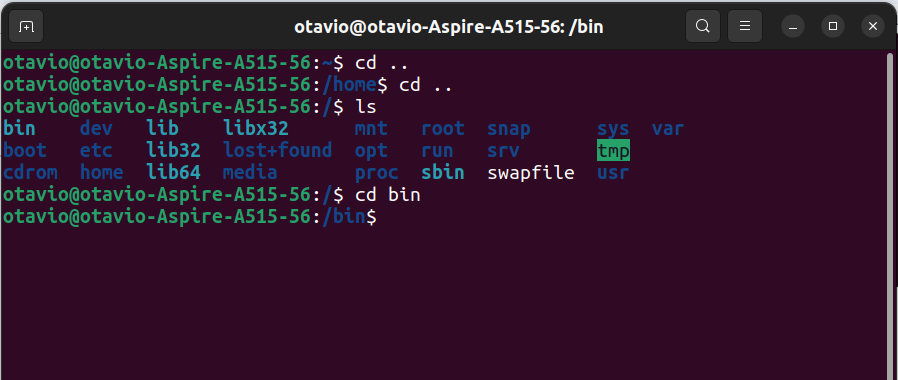 otavio@otavio-Aspire-A515-56: /bin
otavio@otavio-Aspire-A515-56:~$ cd ..
otavio@otavio-Aspire-A515-56:/home$ cd ..
otavio@otavio-Aspire-A515-56:/$ ls
bin    dev   lib    libx32      mnt   root  snap      sys  var
boot   etc   lib32  lost+found  opt   run   srv       tmp
cdrom  home  lib64  media       proc  sbin  swapfile  usr
otavio@otavio-Aspire-A515-56:/$ cd bin
otavio@otavio-Aspire-A515-56:/bin$